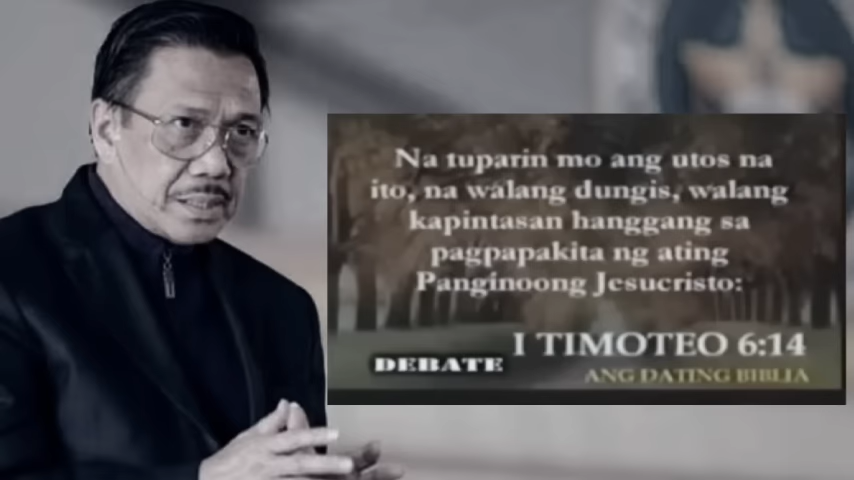 Na tuparin mo ang utos na
ito, na walang dungis, walang
kapintasan hanggang sa
pagpapakita ng ating
Panginoong Jesucristo:
I TIMOTEO 6:14
DEBATE
ANG DATING BIBLIA